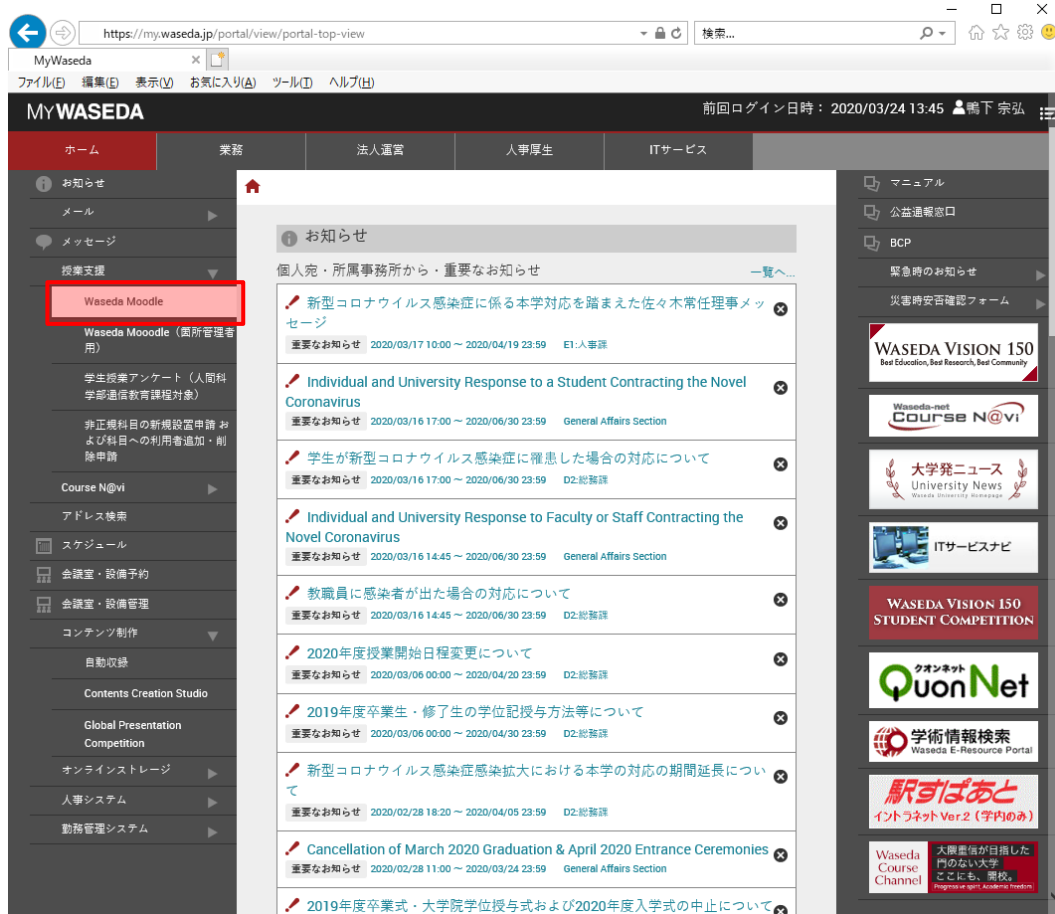 https://my.waseda.jp/portal/view/portal-top-view
検索...
MyWaseda
ファイル(F) 編集(E) 表示(V) お気に入り(A) ツール(T) ヘルプ(H)
MYWASEDA
前回ログイン日時： 2020/03/24 13:45 鴨下 宗弘
ホーム
業務
法人運営
人事厚生
ITサービス
お知らせ
メール
メッセージ
授業支援
Waseda Moodle
Waseda Mooodle（箇所管理者
用）
学生授業アンケート（人間科
学部通信教育課程対象）
非正規科目の新規設置申請 お
よび科目への利用者追加・削
除申請
Course N@vi
アドレス検索
スケジュール
会議室・設備予約
会議室・設備管理
コンテンツ制作
自動収録
Contents Creation Studio
Global Presentation
Competition
オンラインストレージ
人事システム
勤務管理システム
お知らせ
個人宛・所属事務所から・重要なお知らせ
一覧へ...
新型コロナウイルス感染症に係る本学対応を踏まえた佐々木常任理事メッ
セージ
重要なお知らせ 2020/03/17 10:00 ～ 2020/04/19 23:59 E1:人事課
Individual and University Response to a Student Contracting the Novel
Coronavirus
重要なお知らせ 2020/03/16 17:00 ～ 2020/06/30 23:59 General Affairs Section
学生が新型コロナウイルス感染症に罹患した場合の対応について
重要なお知らせ 2020/03/16 17:00 ～ 2020/06/30 23:59 D2:総務課
Individual and University Response to Faculty or Staff Contracting the
Novel Coronavirus
重要なお知らせ 2020/03/16 14:45 ～ 2020/06/30 23:59 General Affairs Section
教職員に感染者が出た場合の対応について
重要なお知らせ 2020/03/16 14:45 ～ 2020/06/30 23:59 D2:総務課
2020年度授業開始日程変更について
重要なお知らせ 2020/03/06 00:00 ～ 2020/04/20 23:59 D2:総務課
2019年度卒業生・修了生の学位記授与方法等について
重要なお知らせ 2020/03/06 00:00 ～ 2020/04/30 23:59 D2:総務課
新型コロナウイルス感染症感染拡大における本学の対応の期間延長につい
て
重要なお知らせ 2020/02/28 18:20 ～ 2020/04/05 23:59 D2:総務課
Cancellation of March 2020 Graduation & April 2020 Entrance Ceremonies
重要なお知らせ 2020/02/28 11:00 ～ 2020/03/24 23:59 General Affairs Section
2019年度卒業式・大学院学位授与式および2020年度入学式の中止について
マニュアル
公益通報窓口
BCP
緊急時のお知らせ
災害時安否確認フォーム
WASEDA VISION 150
Best Education, Best Research, Best Community
Waseda-net
Course N@vi
大学発ニュース
University News
Waseda University Homepage
ITサービスナビ
WASEDA VISION 150
STUDENT COMPETITION
クオンネット
QuonNet
学術情報検索
Waseda E-Resource Portal
駅すぱあと
イントラネット Ver.2（学内のみ）
Waseda
Course
Channel
大隈重信が目指した
門のない大学
ここにも、開校。
Progressive spirit, Academic freedom